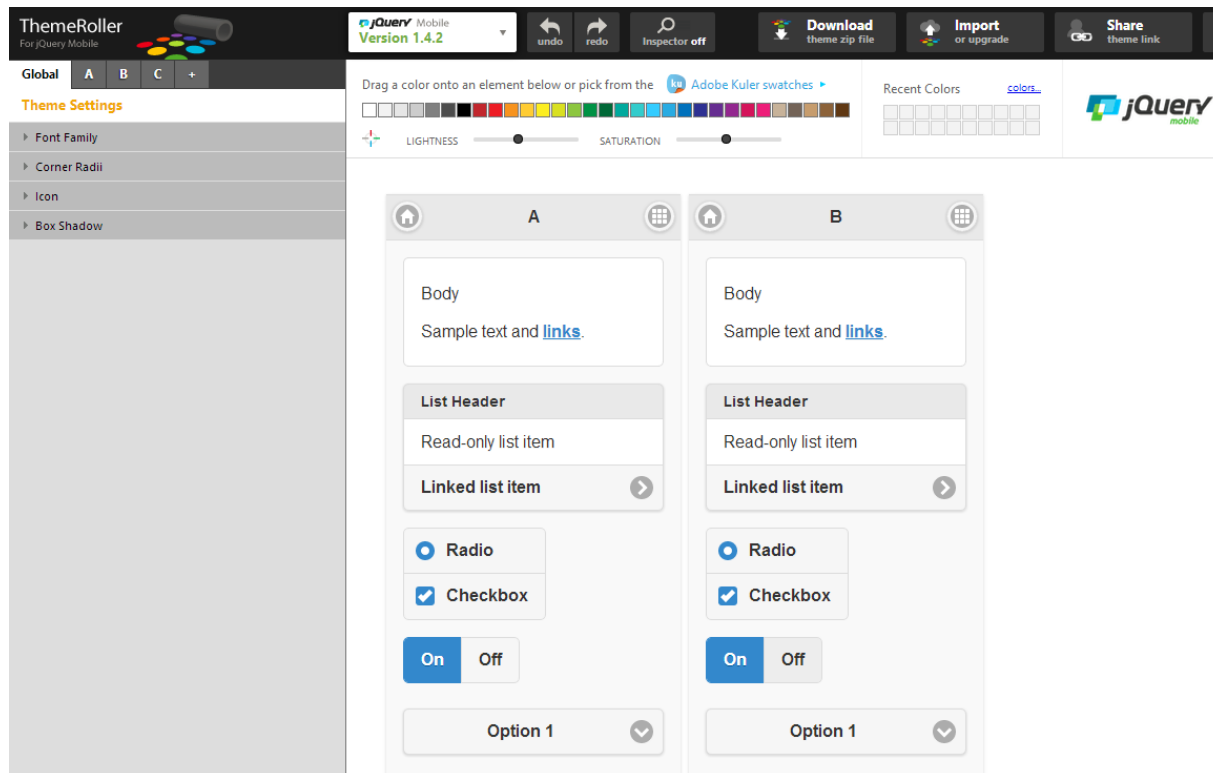 ThemeRoller
For jQuery Mobile
jQuery Mobile
Version 1.4.2
undo
redo
Inspector off
Download
theme zip file
Import
or upgrade
Share
theme link
Global A B C +
Theme Settings
Font Family
Corner Radii
Icon
Box Shadow
Drag a color onto an element below or pick from the ku Adobe Kuler swatches
LIGHTNESS
SATURATION
Recent Colors colors...
jQuery
mobile
A
Body
Sample text and links.
List Header
Read-only list item
Linked list item
Radio
Checkbox
On Off
Option 1
B
Body
Sample text and links.
List Header
Read-only list item
Linked list item
Radio
Checkbox
On Off
Option 1